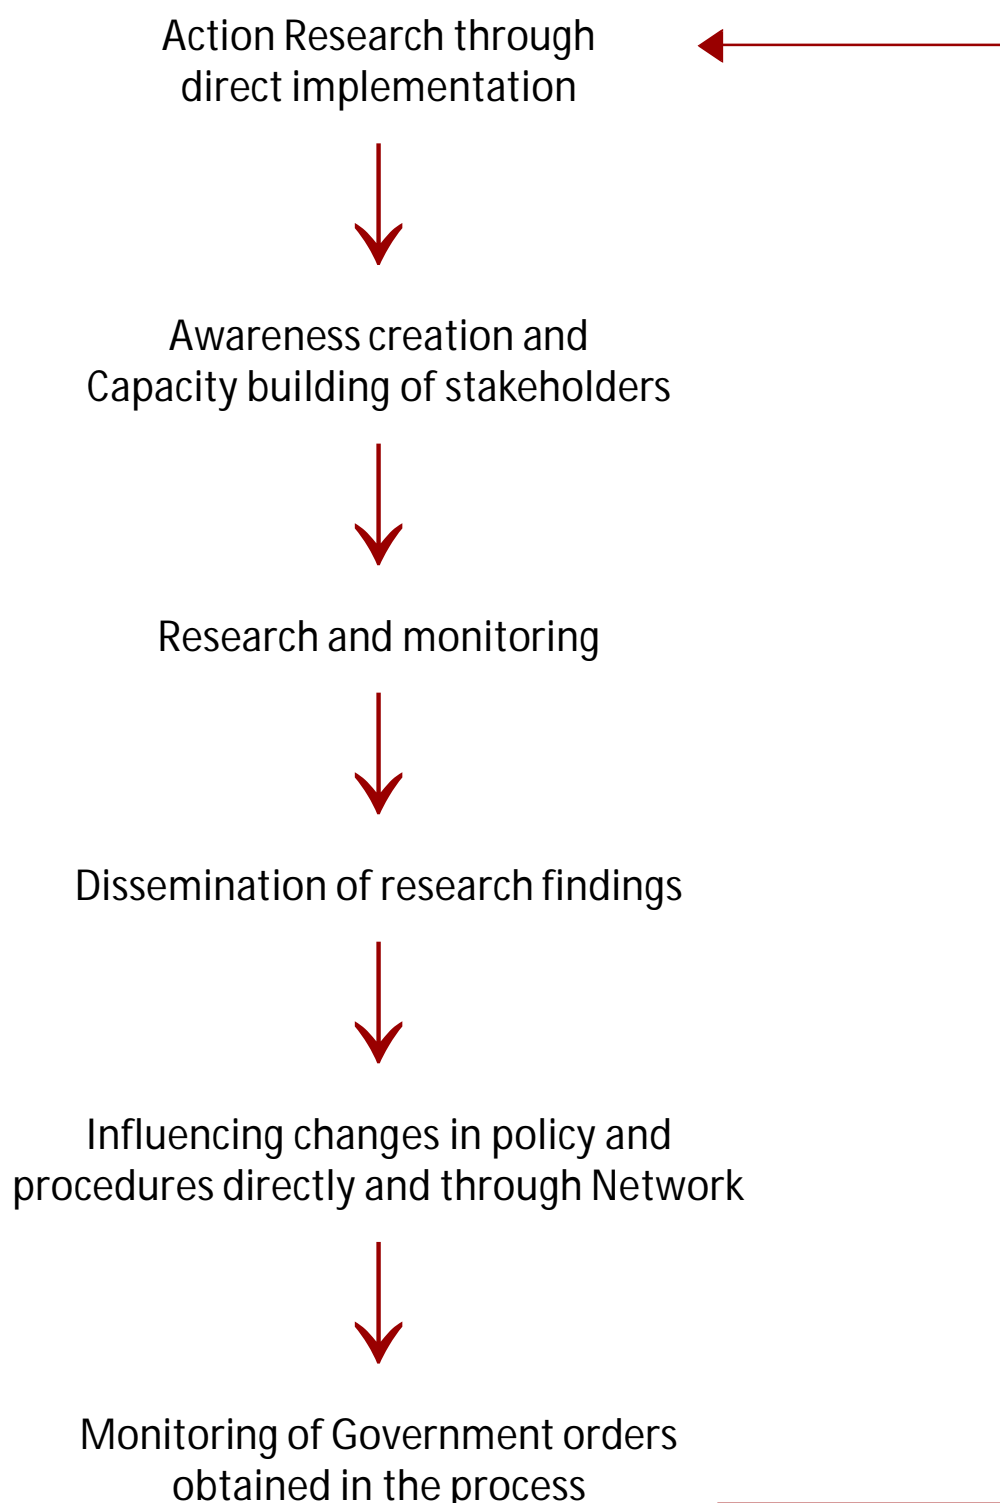 Action Research through
direct implementation
Awareness creation and
Capacity building of stakeholders
Research and monitoring
Dissemination of research findings
Influencing changes in policy and
procedures directly and through Network
Monitoring of Government orders
obtained in the process